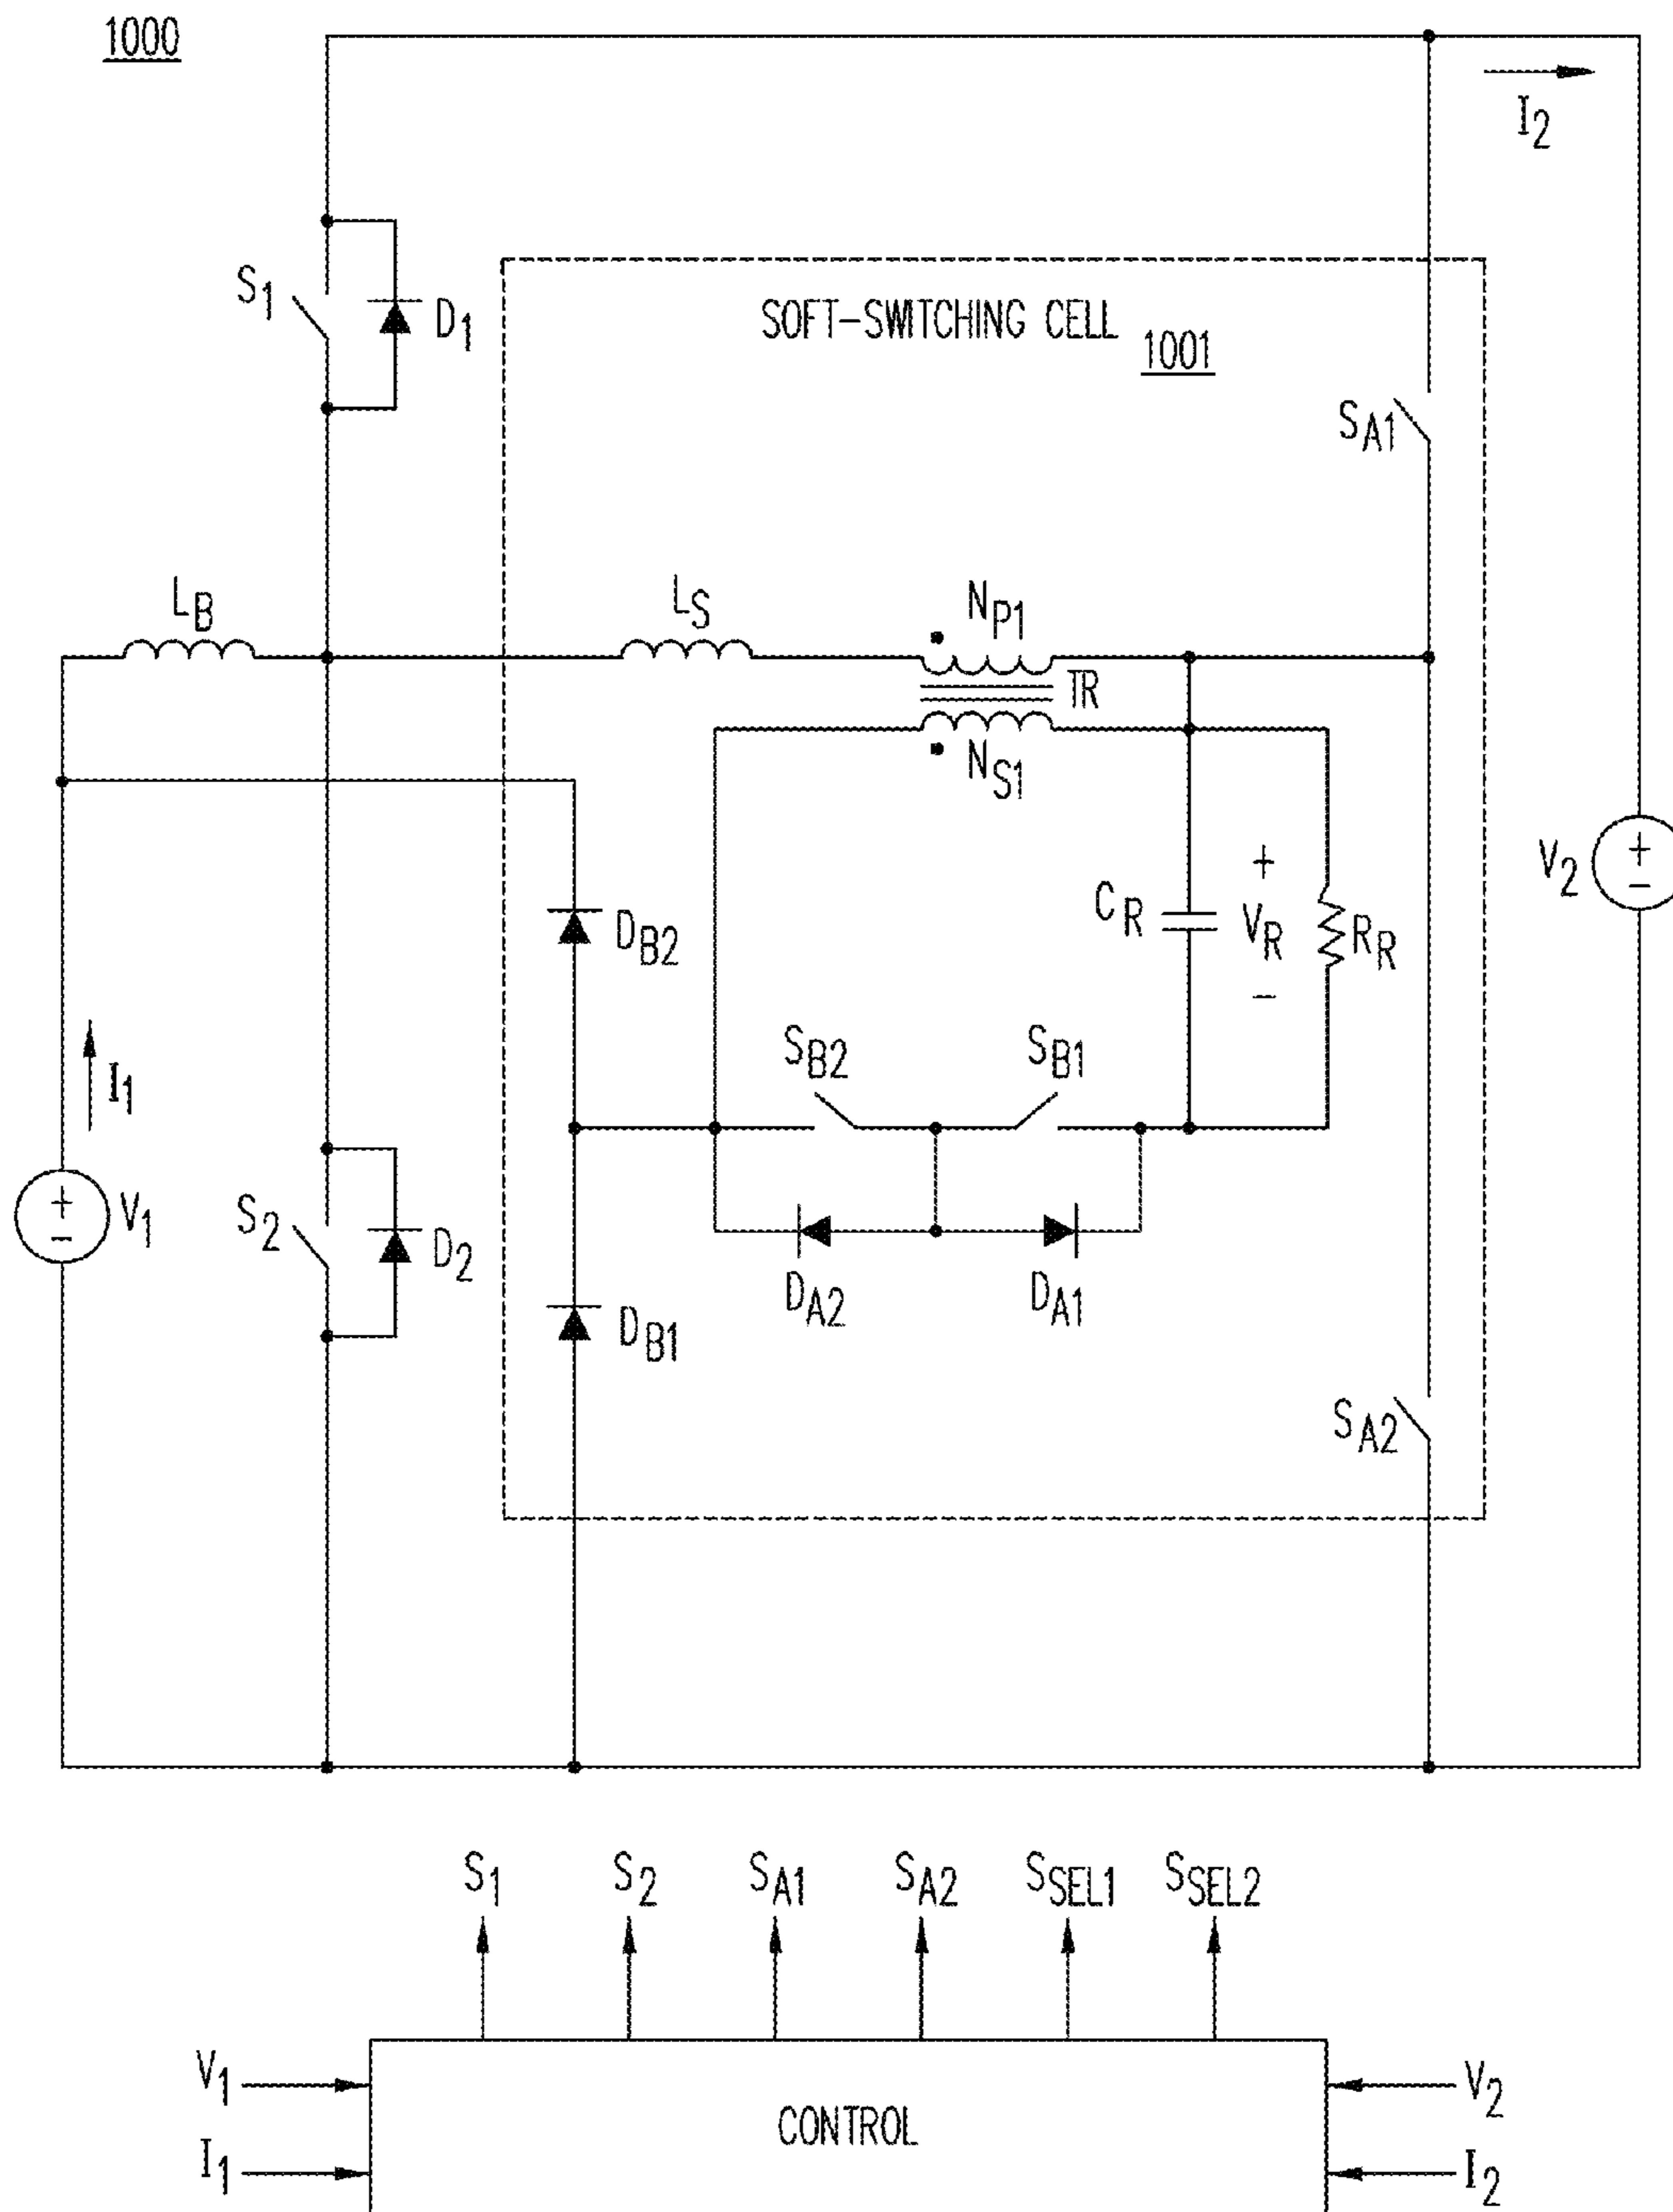 1000
I2
S1
D1
SOFT-SWITCHING CELL
1001
SA1
LB
LS
NP1
TR
NS1
V2
+
-
DB2
CR
+
VR
-
RR
SB2
SB1
I1
V1
+
-
S2
D2
DA2
DA1
DB1
SA2
S1 S2 SA1 SA2 SSEL1 SSEL2
V1
V2
CONTROL
I1
I2